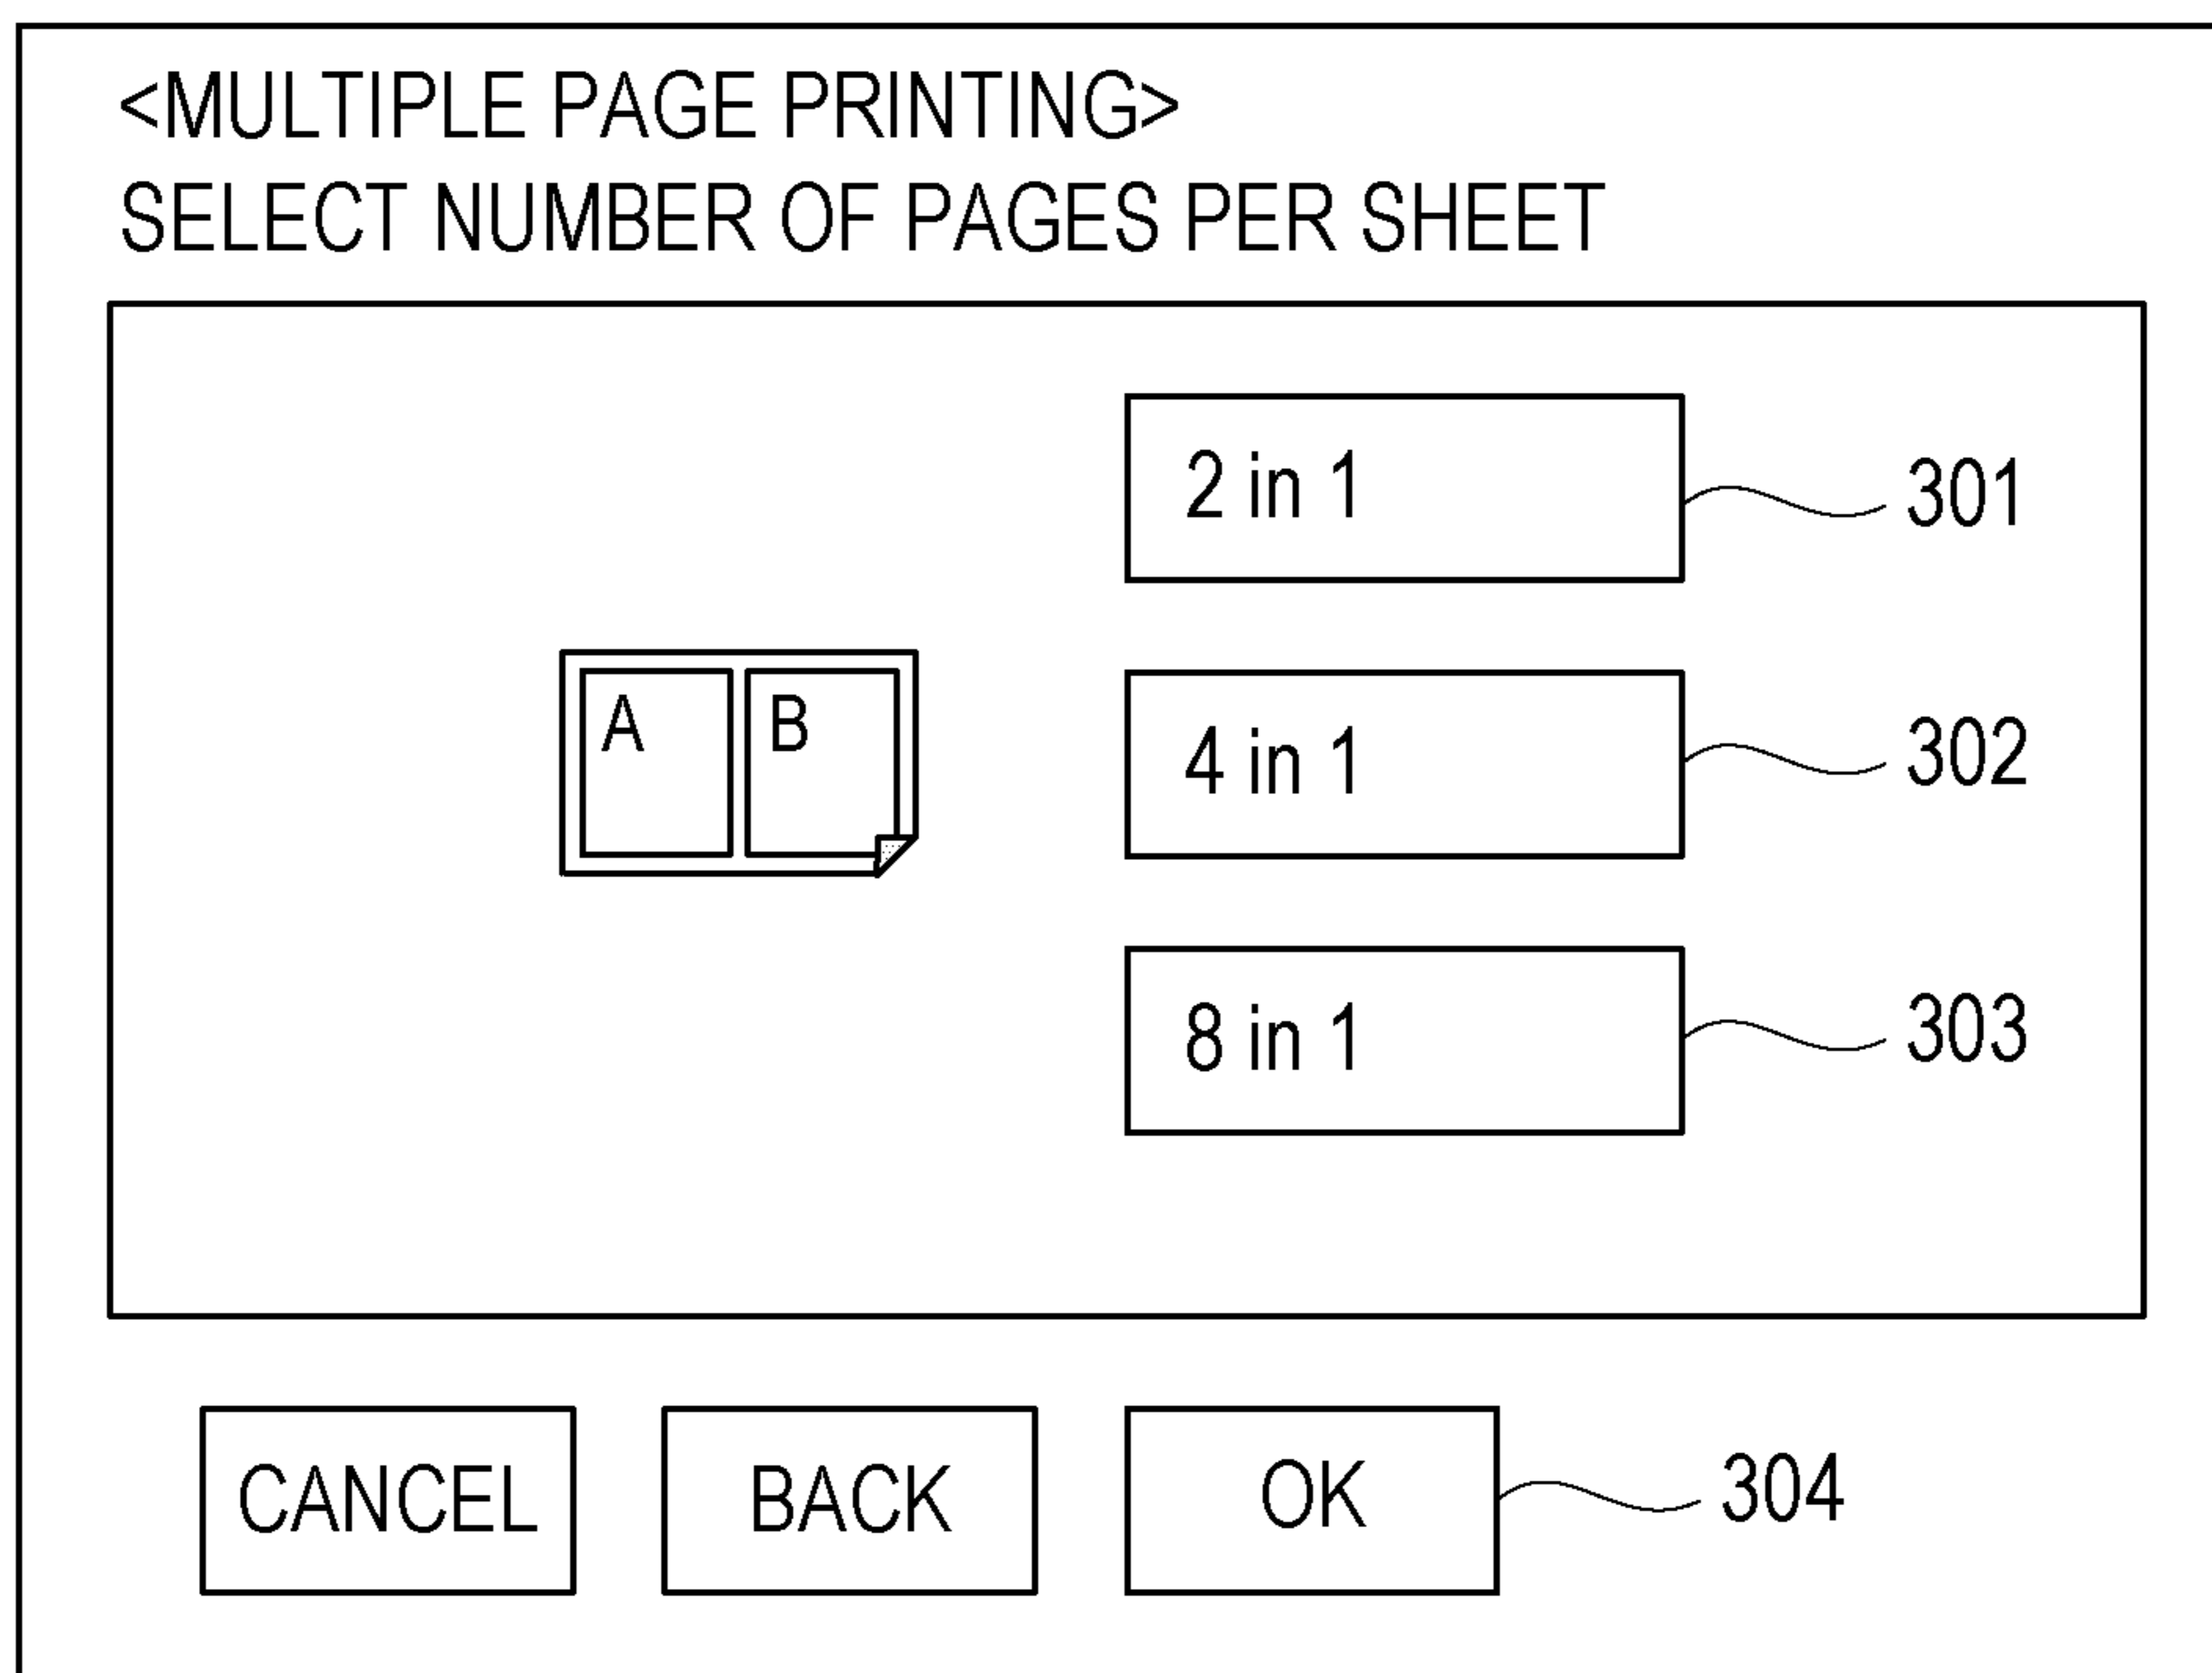 <MULTIPLE PAGE PRINTING>
SELECT NUMBER OF PAGES PER SHEET
2 in 1
301
A
B
4 in 1
302
8 in 1
303
CANCEL
BACK
OK
304